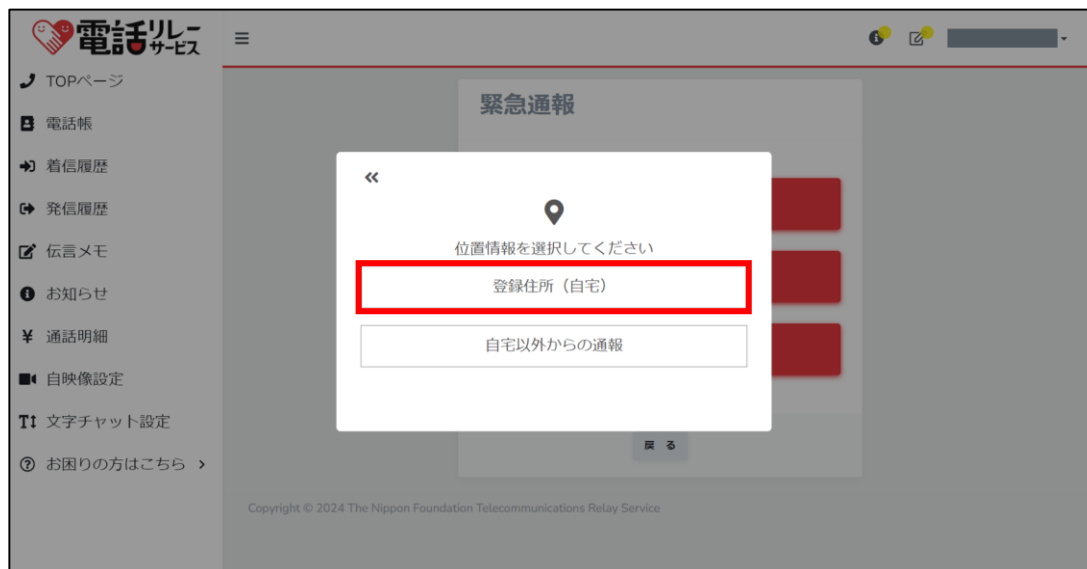 電話リレーサービス
TOPページ
電話帳
着信履歴
発信履歴
伝言メモ
お知らせ
¥ 通話明細
自映像設定
文字チャット設定
お困りの方はこちら
緊急通報
位置情報を選択してください
登録住所（自宅）
自宅以外からの通報
戻る
Copyright © 2024 The Nippon Foundation Telecommunications Relay Service